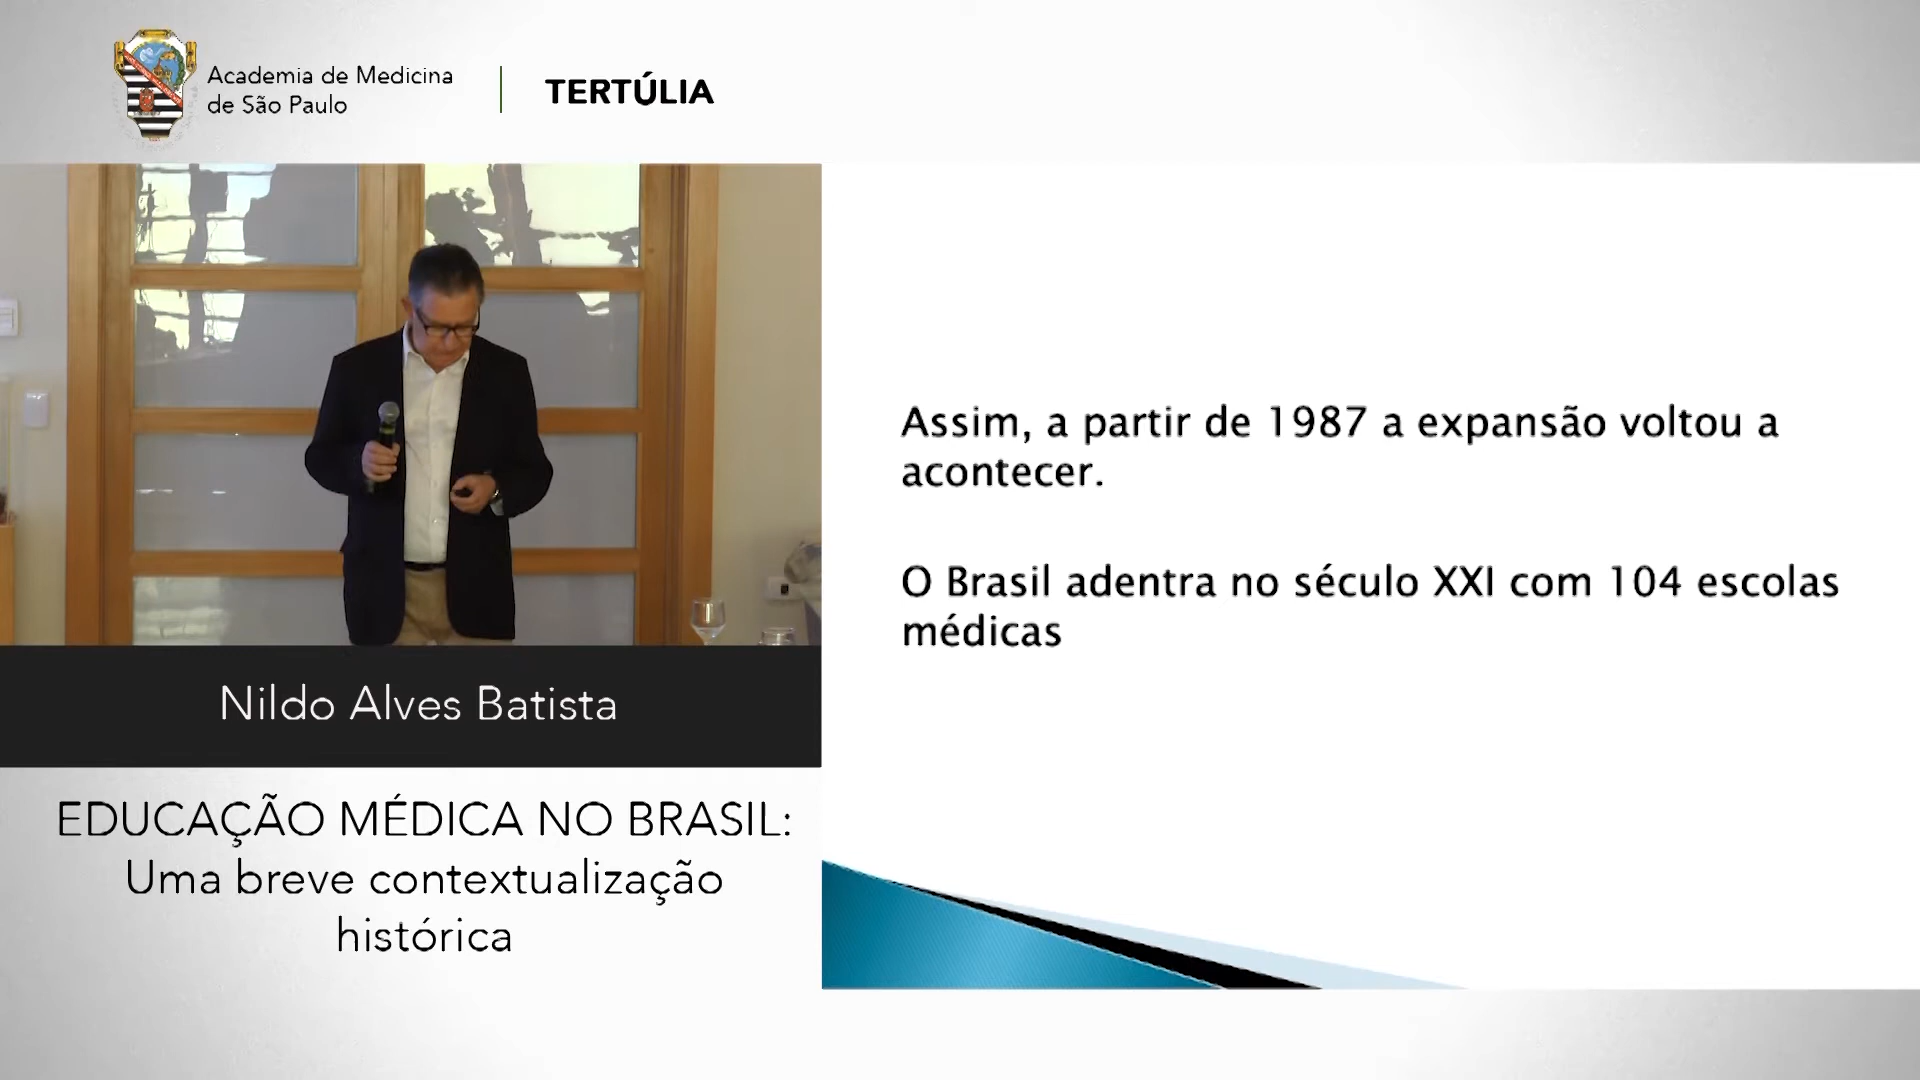 Academia de Medicina
de São Paulo
TERTÚLIA
Assim, a partir de 1987 a expansão voltou a
acontecer.
O Brasil adentra no século XXI com 104 escolas
médicas
Nildo Alves Batista
EDUCAÇÃO MÉDICA NO BRASIL:
Uma breve contextualização
histórica